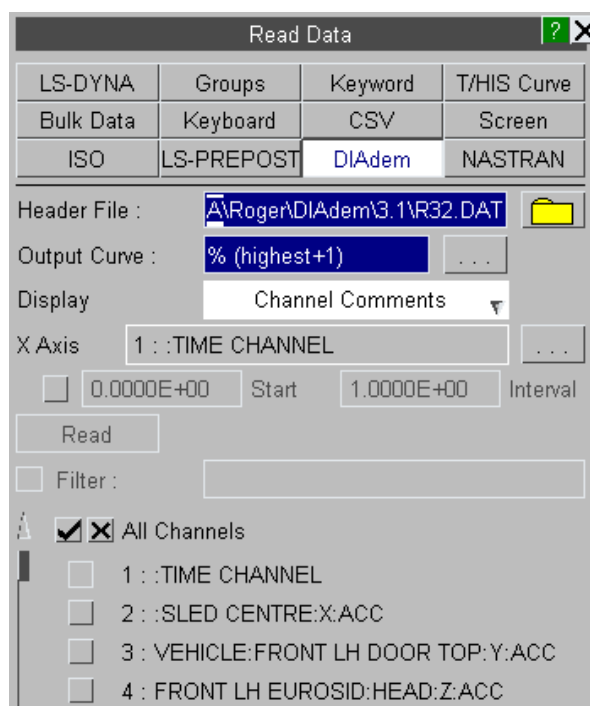 Read Data ?
LS-DYNA Groups Keyword T/HIS Curve
Bulk Data Keyboard CSV Screen
ISO LS-PREPOST DIAdem NASTRAN
Header File : A\Roger\DIAdem\3.1\R32.DAT
Output Curve : % (highest+1) ...
Display Channel Comments
X Axis 1 : :TIME CHANNEL ...
0.0000E+00 Start 1.0000E+00 Interval
Read
Filter :
All Channels
1 : :TIME CHANNEL
2 : :SLED CENTRE:X:ACC
3 : VEHICLE:FRONT LH DOOR TOP:Y:ACC
4 : FRONT LH EUROSID:HEAD:Z:ACC